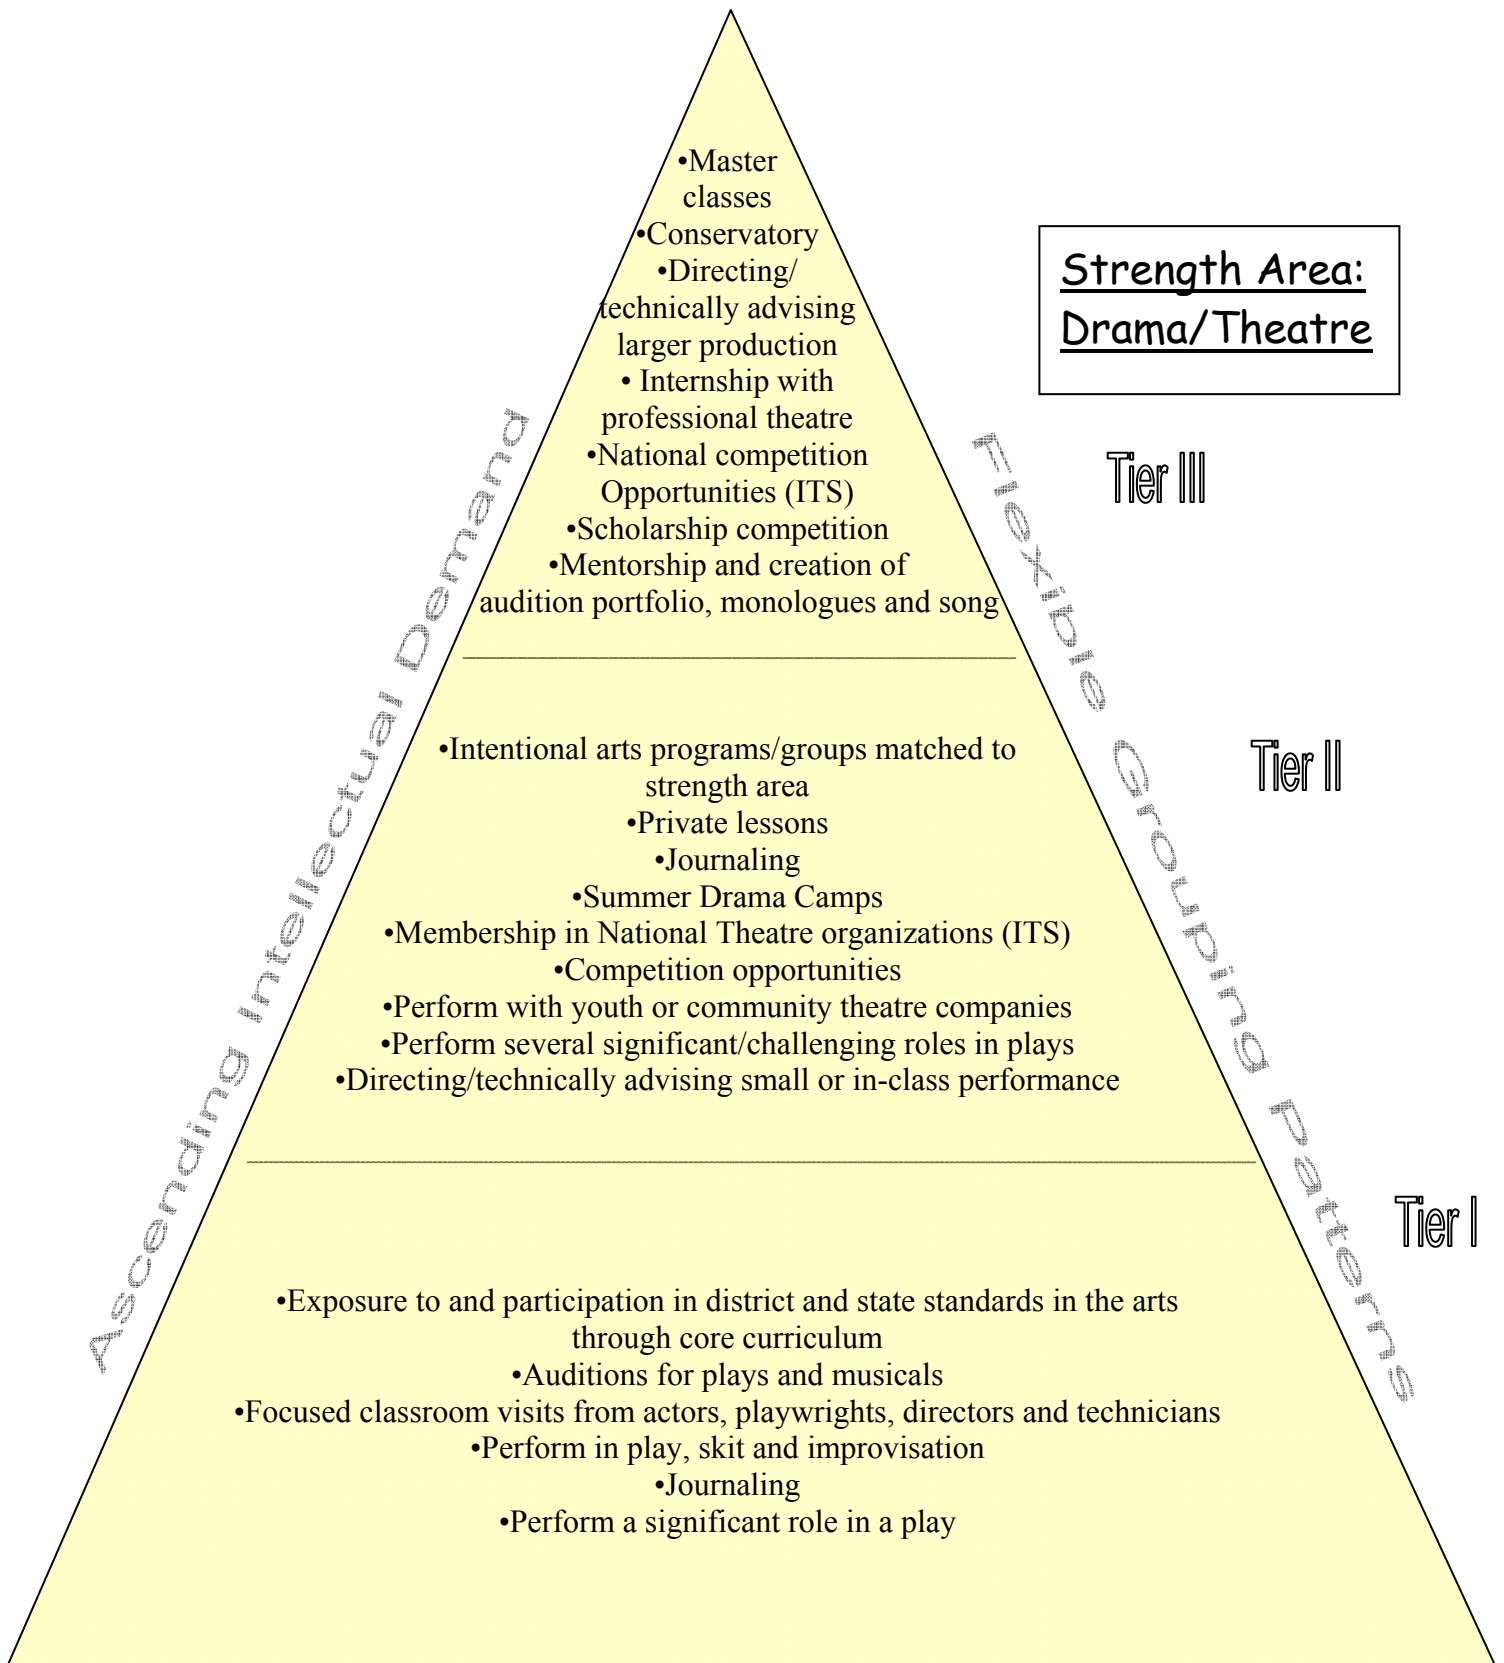 •Master
classes
•Conservatory
•Directing/
technically advising
larger production
• Internship with
professional theatre
•National competition
Opportunities (ITS)
•Scholarship competition
•Mentorship and creation of
audition portfolio, monologues and song
Strength Area:
Drama/Theatre
Tier III
Ascending Intellectual Demand
Flexible Grouping Patterns
•Intentional arts programs/groups matched to
strength area
•Private lessons
•Journaling
•Summer Drama Camps
•Membership in National Theatre organizations (ITS)
•Competition opportunities
•Perform with youth or community theatre companies
•Perform several significant/challenging roles in plays
•Directing/technically advising small or in-class performance
Tier II
•Exposure to and participation in district and state standards in the arts
through core curriculum
•Auditions for plays and musicals
•Focused classroom visits from actors, playwrights, directors and technicians
•Perform in play, skit and improvisation
•Journaling
•Perform a significant role in a play
Tier I